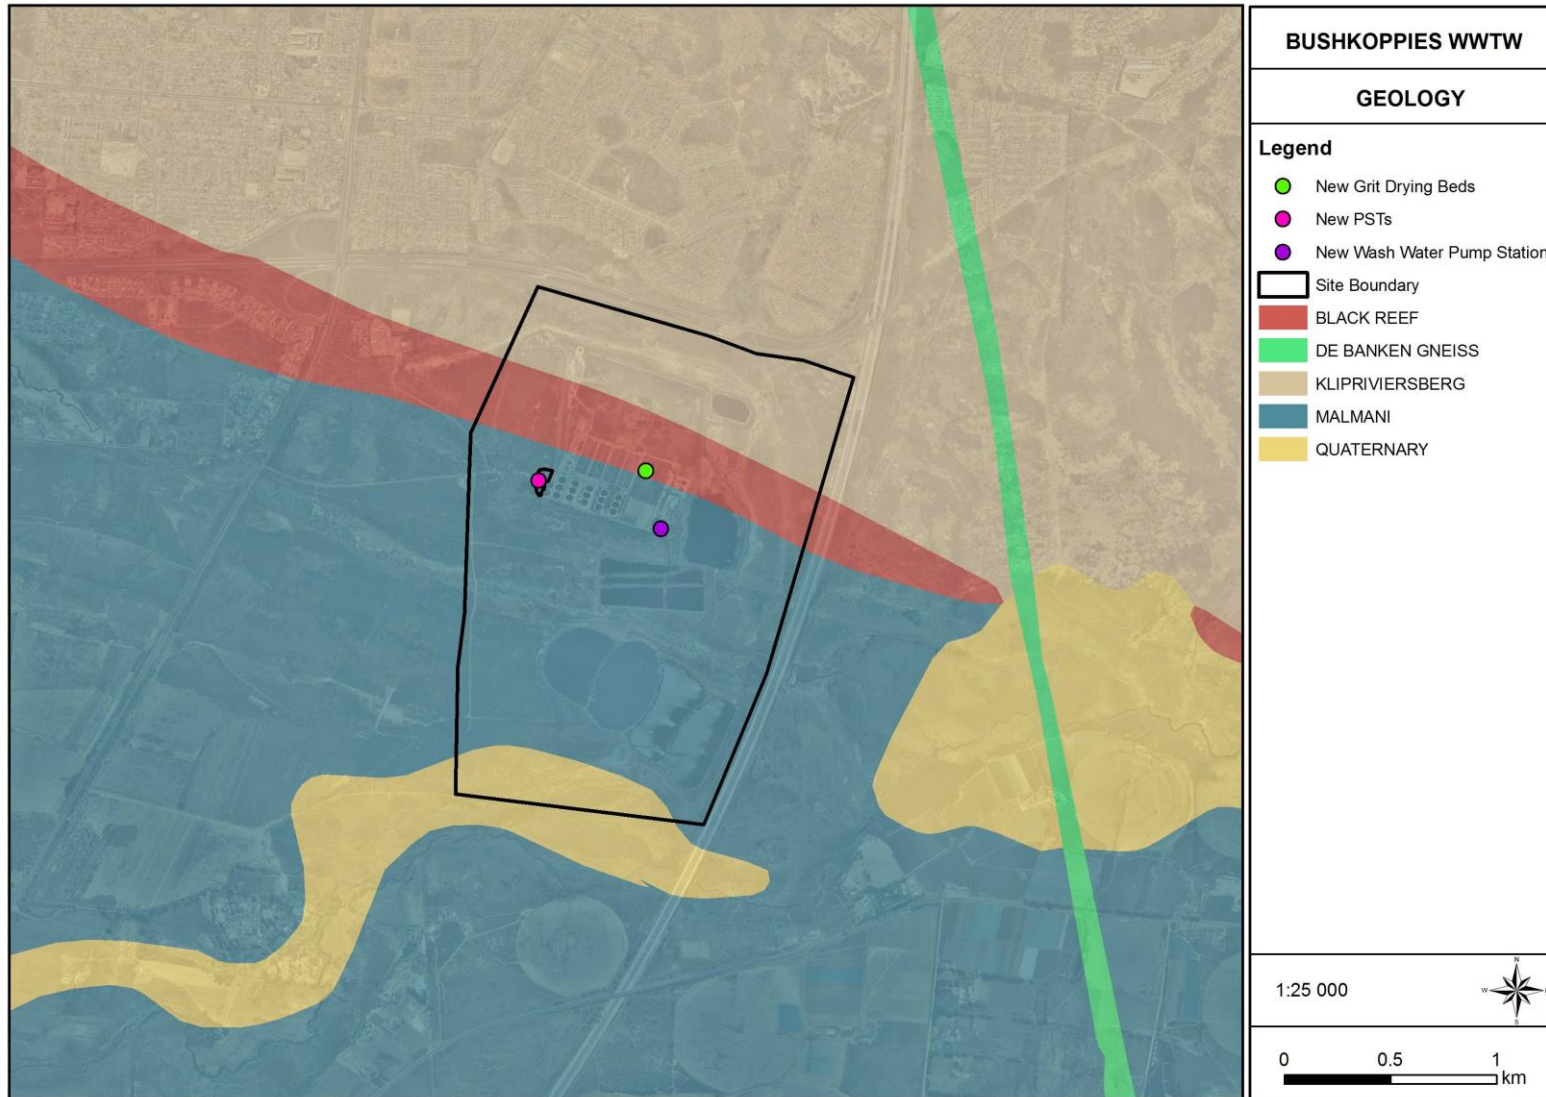 BUSHKOPPIES WWTW
GEOLOGY
Legend
New Grit Drying Beds
New PSTs
New Wash Water Pump Station
Site Boundary
BLACK REEF
DE BANKEN GNEISS
KLIPRIVIERSBERG
MALMANI
QUATERNARY
1:25 000
N
W
S
0 0.5 1
km